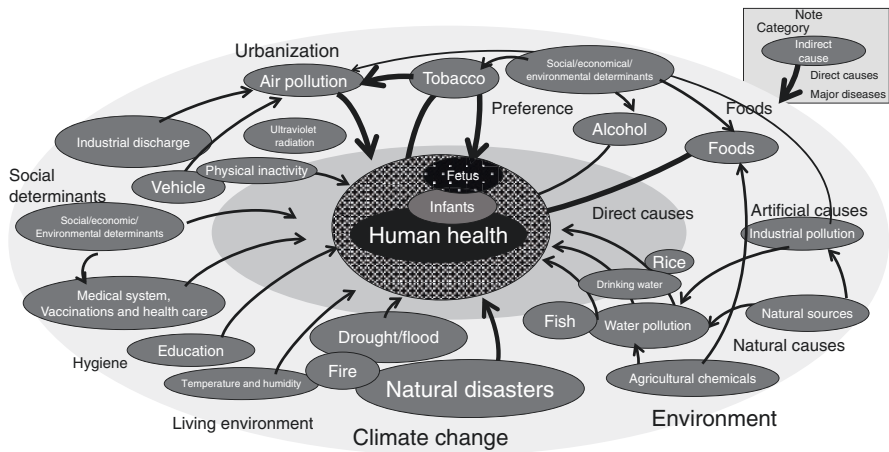 Note
Category
Indirect
cause
Direct causes
Major diseases
Urbanization
Air pollution
Tobacco
Social/economical/
environmental determinants
Preference
Foods
Alcohol
Foods
Industrial discharge
Ultraviolet
radiation
Physical inactivity
Vehicle
Social
determinants
Social/economic/
Environmental determinants
Fetus
Infants
Human health
Direct causes
Artificial causes
Industrial pollution
Rice
Drinking water
Medical system,
Vaccinations and health care
Fish
Water pollution
Natural sources
Natural causes
Drought/flood
Hygiene
Education
Fire
Temperature and humidity
Natural disasters
Agricultural chemicals
Living environment
Climate change
Environment